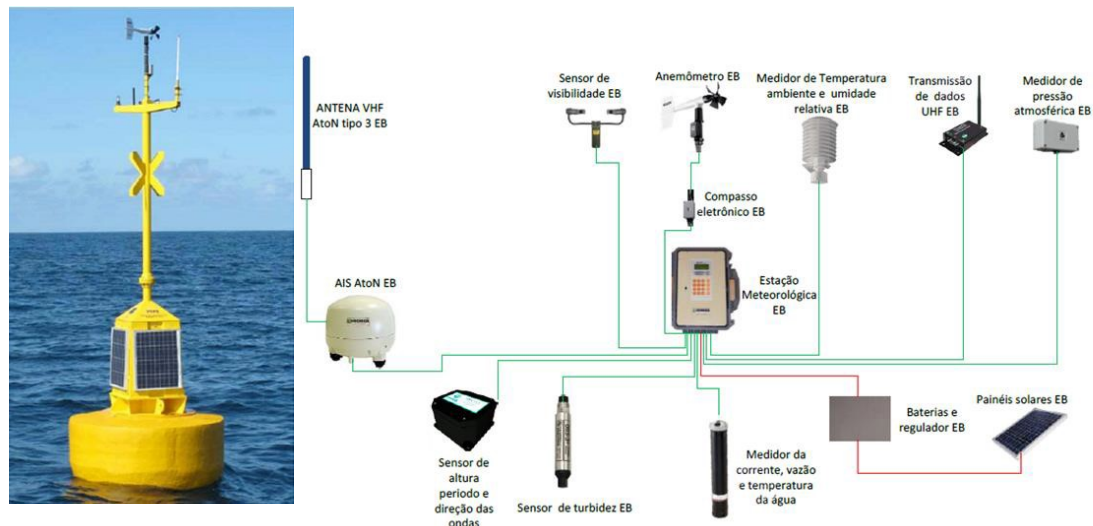 ANTENA VHF
AtoN tipo 3 EB
Sensor de
visibilidade EB
Anemômetro EB
Medidor de Temperatura
ambiente e umidade
relativa EB
Transmissão
de dados
UHF EB
Medidor de
pressão
atmosférica EB
Compasso
eletrônico EB
AIS AtoN EB
Estação
Meteorológica
EB
Sensor de
altura
periodo e
direção das
ondas
Sensor de turbidez EB
Medidor da
corrente, vazão
e temperatura
da água
Baterias e
regulador EB
Painéis solares EB